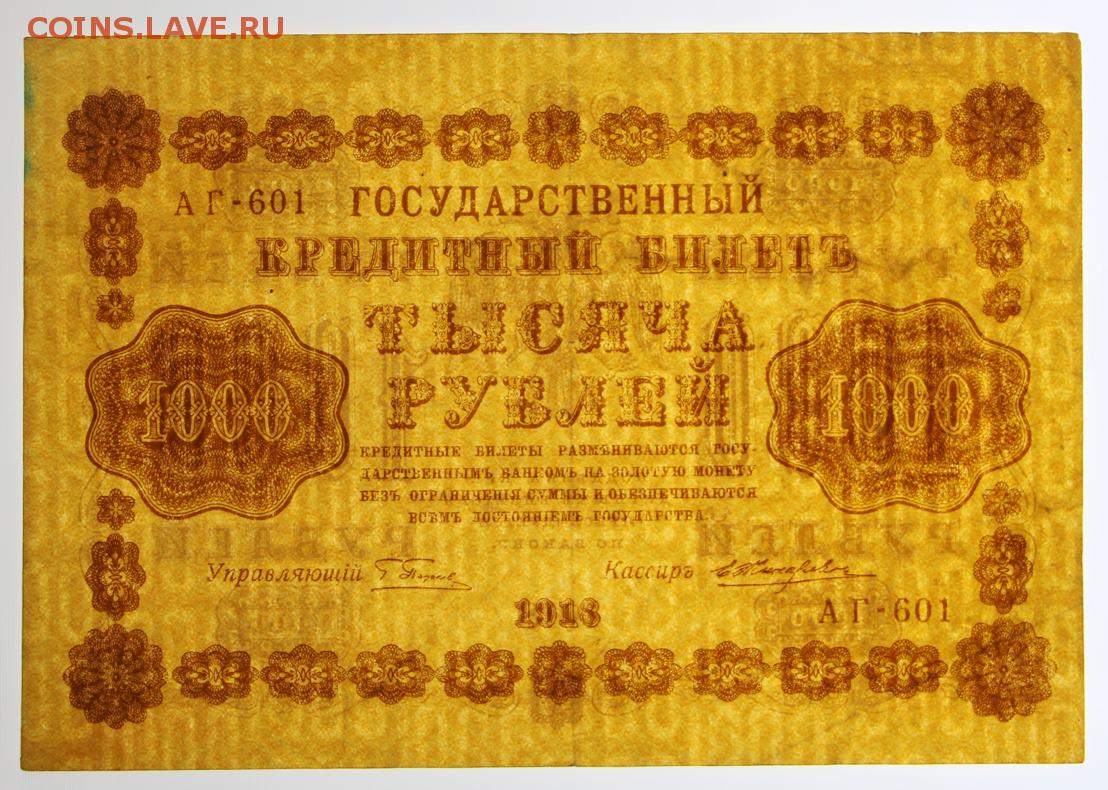 COINS.LAVE.RU
АГ-601 ГОСУДАРСТВЕННЫЙ
КРЕДИТНЫЙ БИЛЕТЪ
ТЫСЯЧА
РУБЛЕЙ
1000 1000
КРЕДИТНЫЕ БИЛЕТЫ РАЗМѢНИВАЮТСЯ ГОСУ-
ДАРСТВЕННЫМЪ БАНКОМЪ НА ЗОЛОТУЮ МОНЕТУ
БЕЗЪ ОГРАНИЧЕНІЯ СУММЫ И ОБЕЗПЕЧИВАЮТСЯ
ВСѢМЪ ДОСТОЯНІЕМЪ ГОСУДАРСТВА.
Управляющій Кассиръ
1918 АГ-601